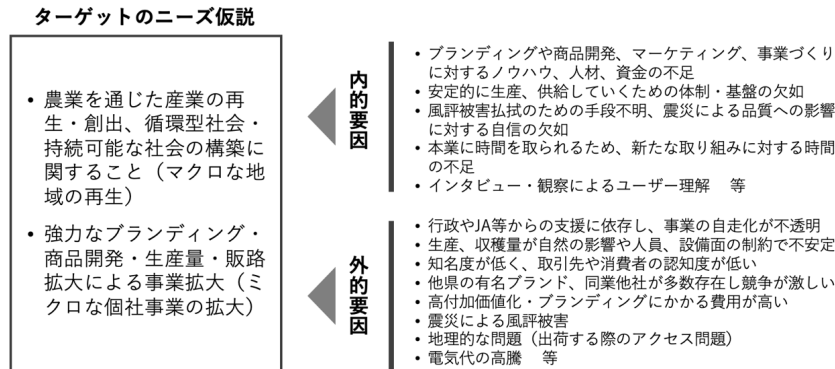 ターゲットのニーズ仮説
• 農業を通じた産業の再
生・創出、循環型社会・
持続可能な社会の構築に
関すること（マクロな地
域の再生）
• 強力なブランディング・
商品開発・生産量・販路
拡大による事業拡大（ミ
クロな個社事業の拡大）
内的要因
• ブランディングや商品開発、マーケティング、事業づくり
に対するノウハウ、人材、資金の不足
• 安定的に生産、供給していくための体制・基盤の欠如
• 風評被害払拭のための手段不明、震災による品質への影響
に対する自信の欠如
• 本業に時間を取られるため、新たな取り組みに対する時間
の不足
• インタビュー・観察によるユーザー理解　等
外的要因
• 行政やJA等からの支援に依存し、事業の自走化が不透明
• 生産、収穫量が自然の影響や人員、設備面の制約で不安定
• 知名度が低く、取引先や消費者の認知度が低い
• 他県の有名ブランド、同業他社が多数存在し競争が激しい
• 高付加価値化・ブランディングにかかる費用が高い
• 震災による風評被害
• 地理的な問題（出荷する際のアクセス問題）
• 電気代の高騰　等